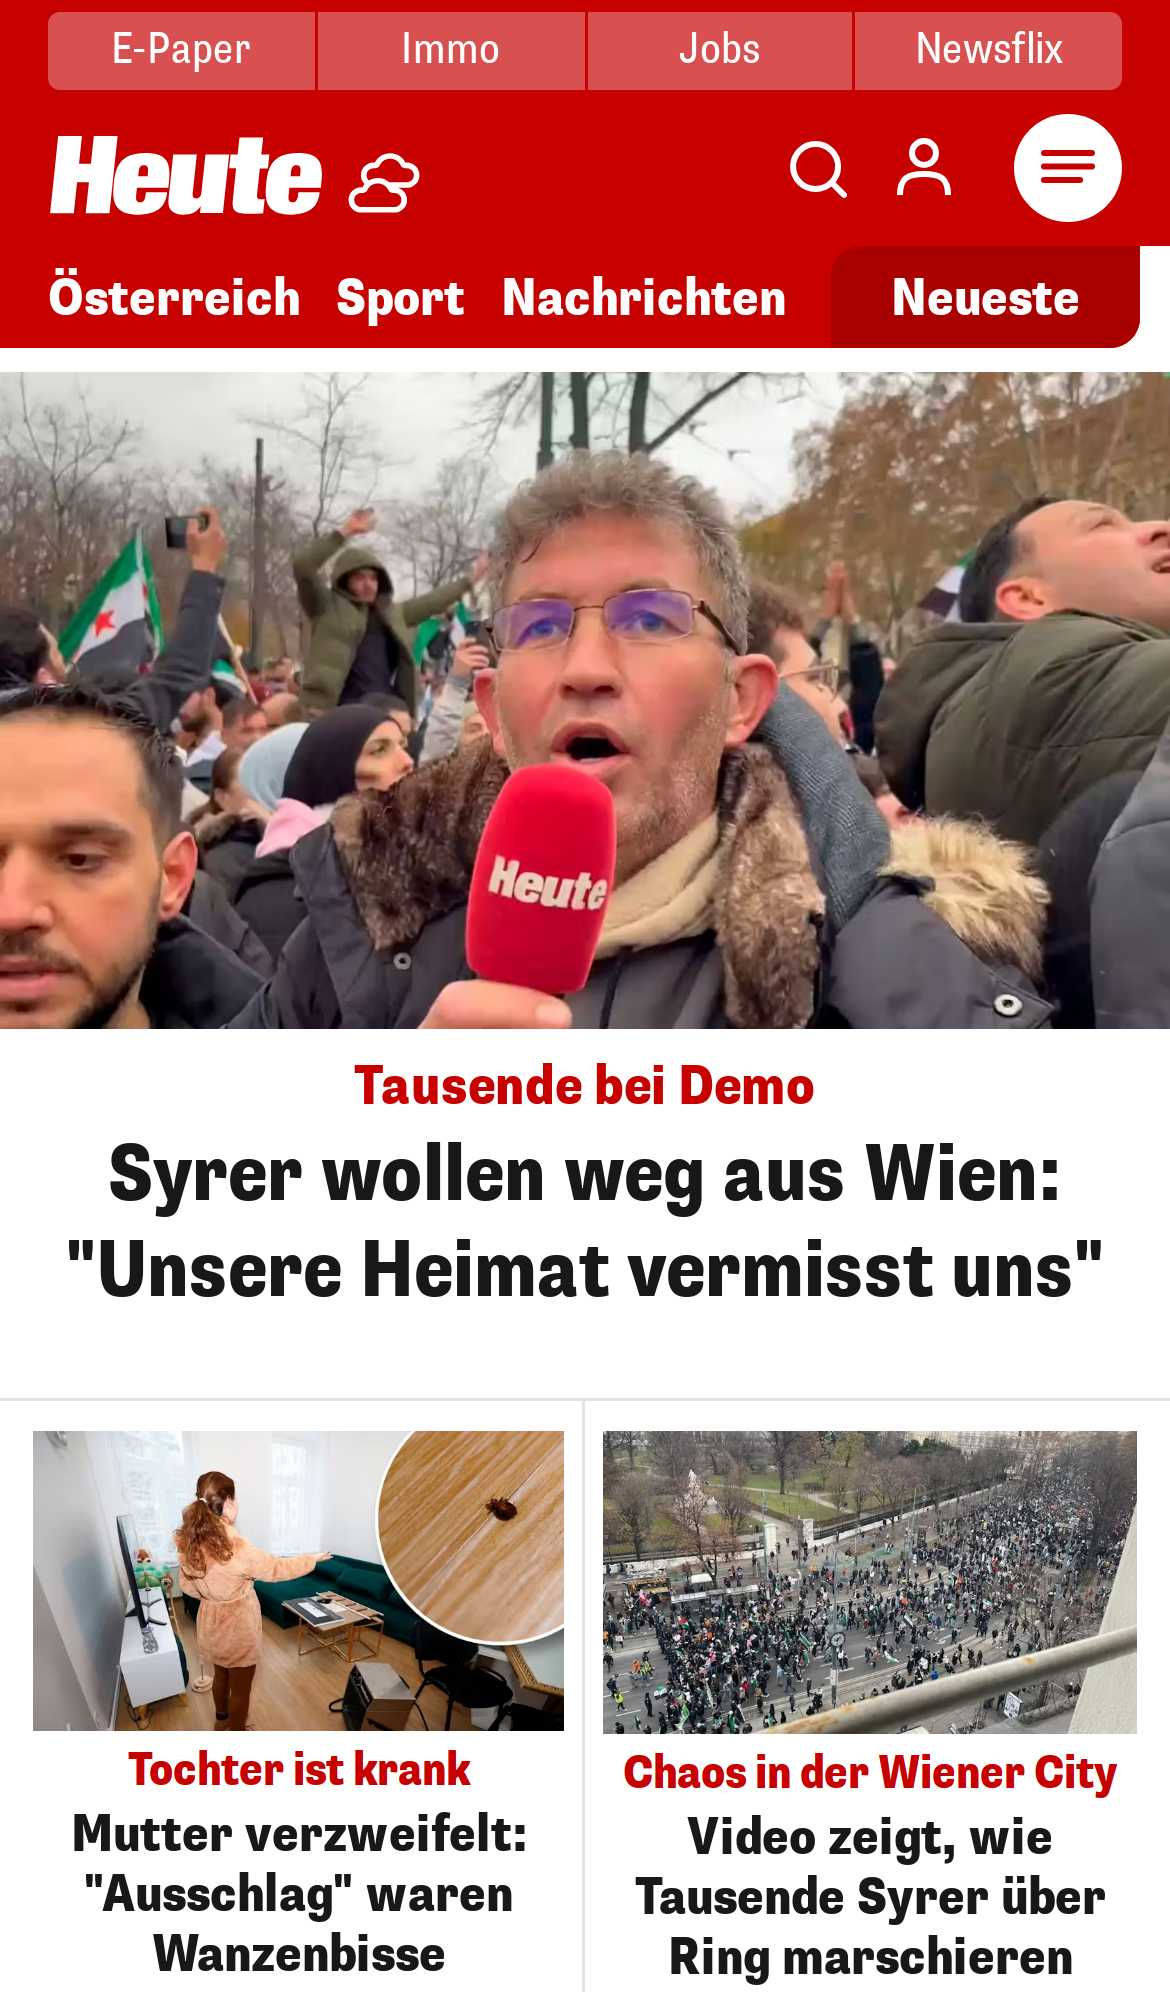 E-Paper
Immo
Jobs
Newsflix
Heute
Österreich
Sport
Nachrichten
Neueste
Heute
Tausende bei Demo
Syrer wollen weg aus Wien:
"Unsere Heimat vermisst uns"
Tochter ist krank
Mutter verzweifelt:
"Ausschlag" waren
Wanzenbisse
Chaos in der Wiener City
Video zeigt, wie
Tausende Syrer über
Ring marschieren